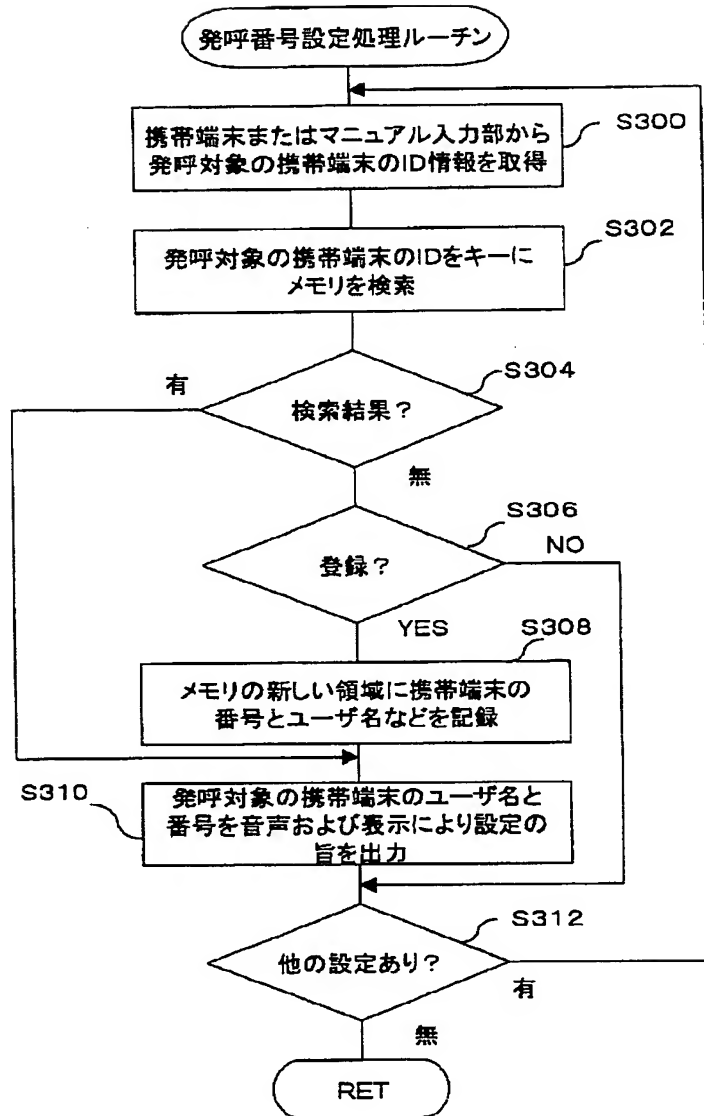 発呼番号設定処理ルーチン
携帯端末またはマニュアル入力部から
発呼対象の携帯端末のID情報を取得
S300
発呼対象の携帯端末のIDをキーに
メモリを検索
S302
検索結果?
S304
有
無
登録?
S306
NO
YES
メモリの新しい領域に携帯端末の
番号とユーザ名などを記録
S308
S310
発呼対象の携帯端末のユーザ名と
番号を音声および表示により設定の
旨を出力
他の設定あり?
S312
有
無
RET